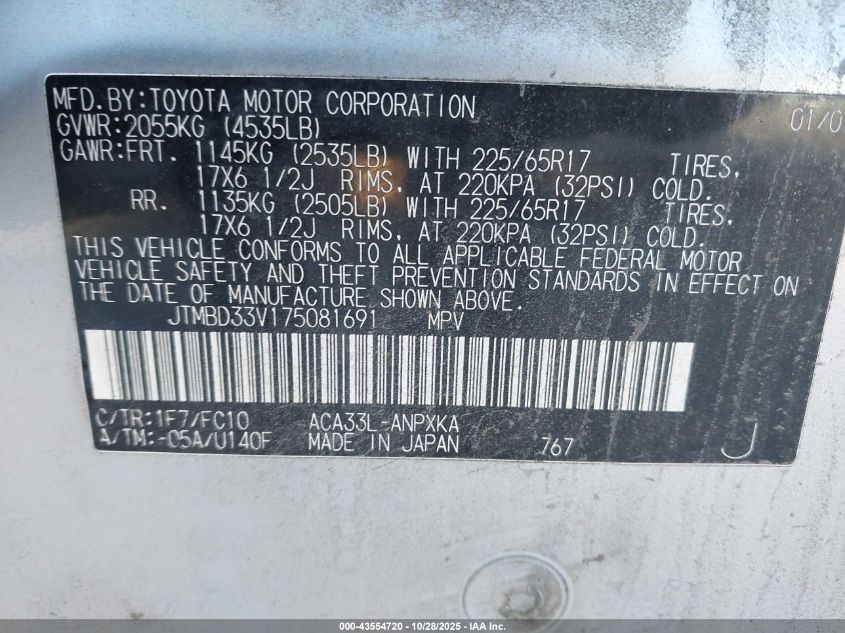 MFD.BY:TOYOTA MOTOR CORPORATION 01/0
GVWR:2055KG (4535LB)
GAWR:FRT. 1145KG (2535LB) WITH 225/65R17 TIRES,
17X6 1/2J RIMS, AT 220KPA (32PSI) COLD.
RR. 1135KG (2505LB) WITH 225/65R17 TIRES,
17X6 1/2J RIMS, AT 220KPA (32PSI) COLD.
THIS VEHICLE CONFORMS TO ALL APPLICABLE FEDERAL MOTOR
VEHICLE SAFETY AND THEFT PREVENTION STANDARDS IN EFFECT ON
THE DATE OF MANUFACTURE SHOWN ABOVE.
JTMBD33V175081691 MPV
C/TR:1F7/FC10 ACA33L-ANPXKA
A/TM:-05A/U140F MADE IN JAPAN 767 J
000-43554720 | 10/28/2025 | IAA Inc.